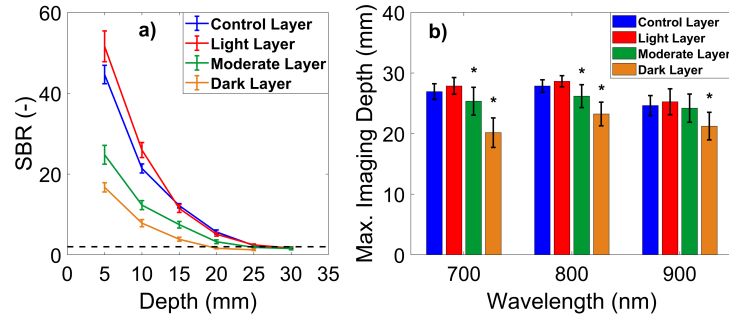 a)
Control Layer
Light Layer
Moderate Layer
Dark Layer
SBR (-)
60
40
20
0
0 5 10 15 20 25 30 35
Depth (mm)
b)
Control Layer
Light Layer
Moderate Layer
Dark Layer
Max. Imaging Depth (mm)
40
30
20
10
0
* * * * *
700 800 900
Wavelength (nm)